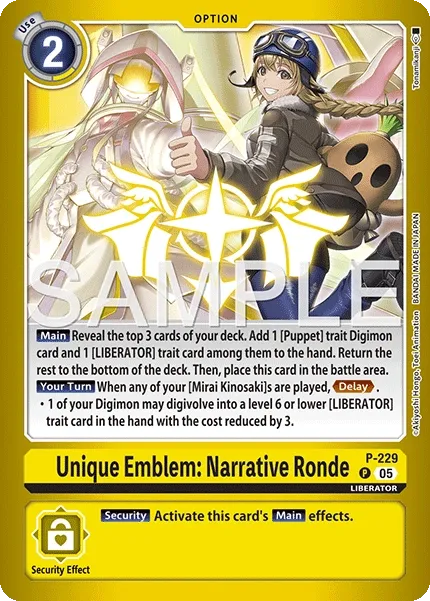 OPTION
Use
2
Tonamikanji
SAMPLE
©Akiyoshi Hongo, Toei Animation BANDAI MADE IN JAPAN
Main Reveal the top 3 cards of your deck. Add 1 [Puppet] trait Digimon
card and 1 [LIBERATOR] trait card among them to the hand. Return the
rest to the bottom of the deck. Then, place this card in the battle area.
Your Turn When any of your [Mirai Kinosaki]s are played, Delay.
・1 of your Digimon may digivolve into a level 6 or lower [LIBERATOR]
trait card in the hand with the cost reduced by 3.
Unique Emblem: Narrative Ronde
P-229
P 05
LIBERATOR
Security Activate this card's Main effects.
Security Effect